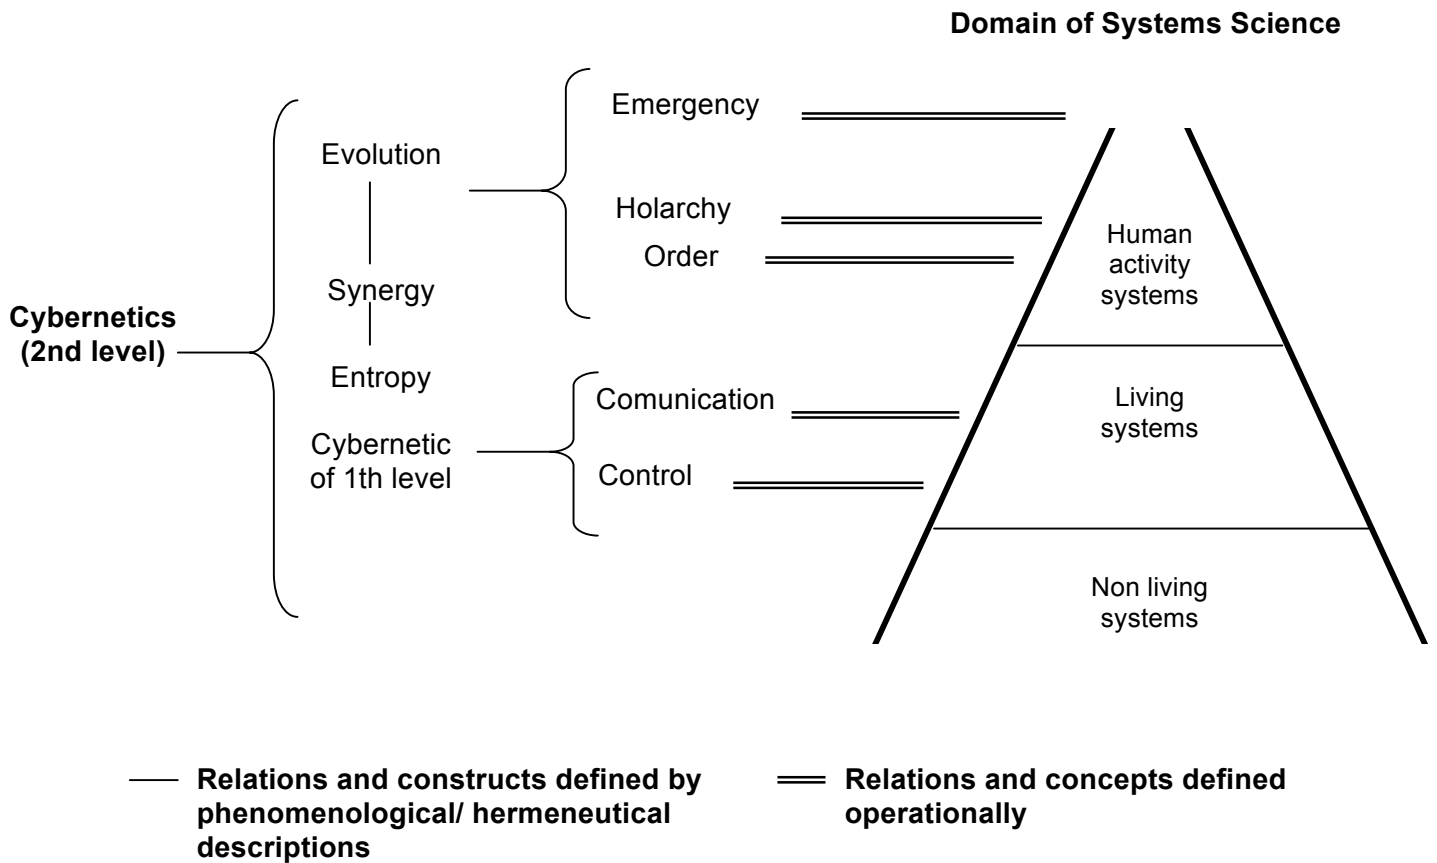 Domain of Systems Science
Emergency
Evolution
Holarchy
Order
Human
activity
systems
Synergy
Cybernetics
(2nd level)
Entropy
Comunication
Living
systems
Cybernetic
of 1th level
Control
Non living
systems
Relations and constructs defined by
phenomenological/ hermeneutical
descriptions
Relations and concepts defined
operationally